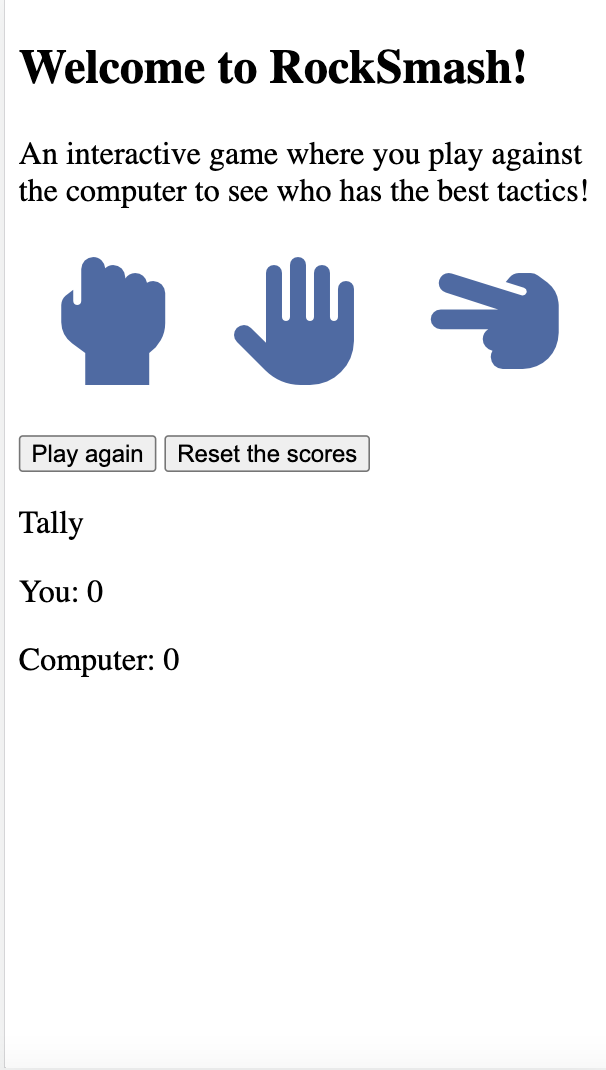 Welcome to RockSmash!
An interactive game where you play against
the computer to see who has the best tactics!
Play again Reset the scores
Tally
You: 0
Computer: 0